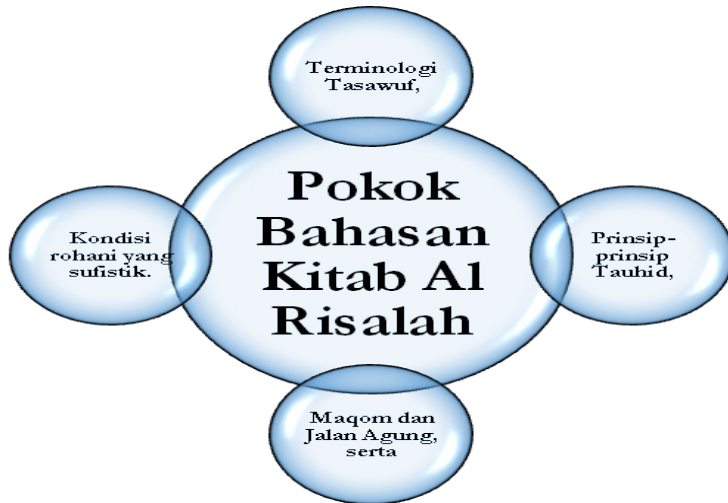 Terminologi
Tasawuf,
Pokok
Bahasan
Kitab Al
Risalah
Prinsip-
prinsip
Tauhid,
Maqom dan
Jalan Agung,
serta
Kondisi
rohani yang
sufistik.